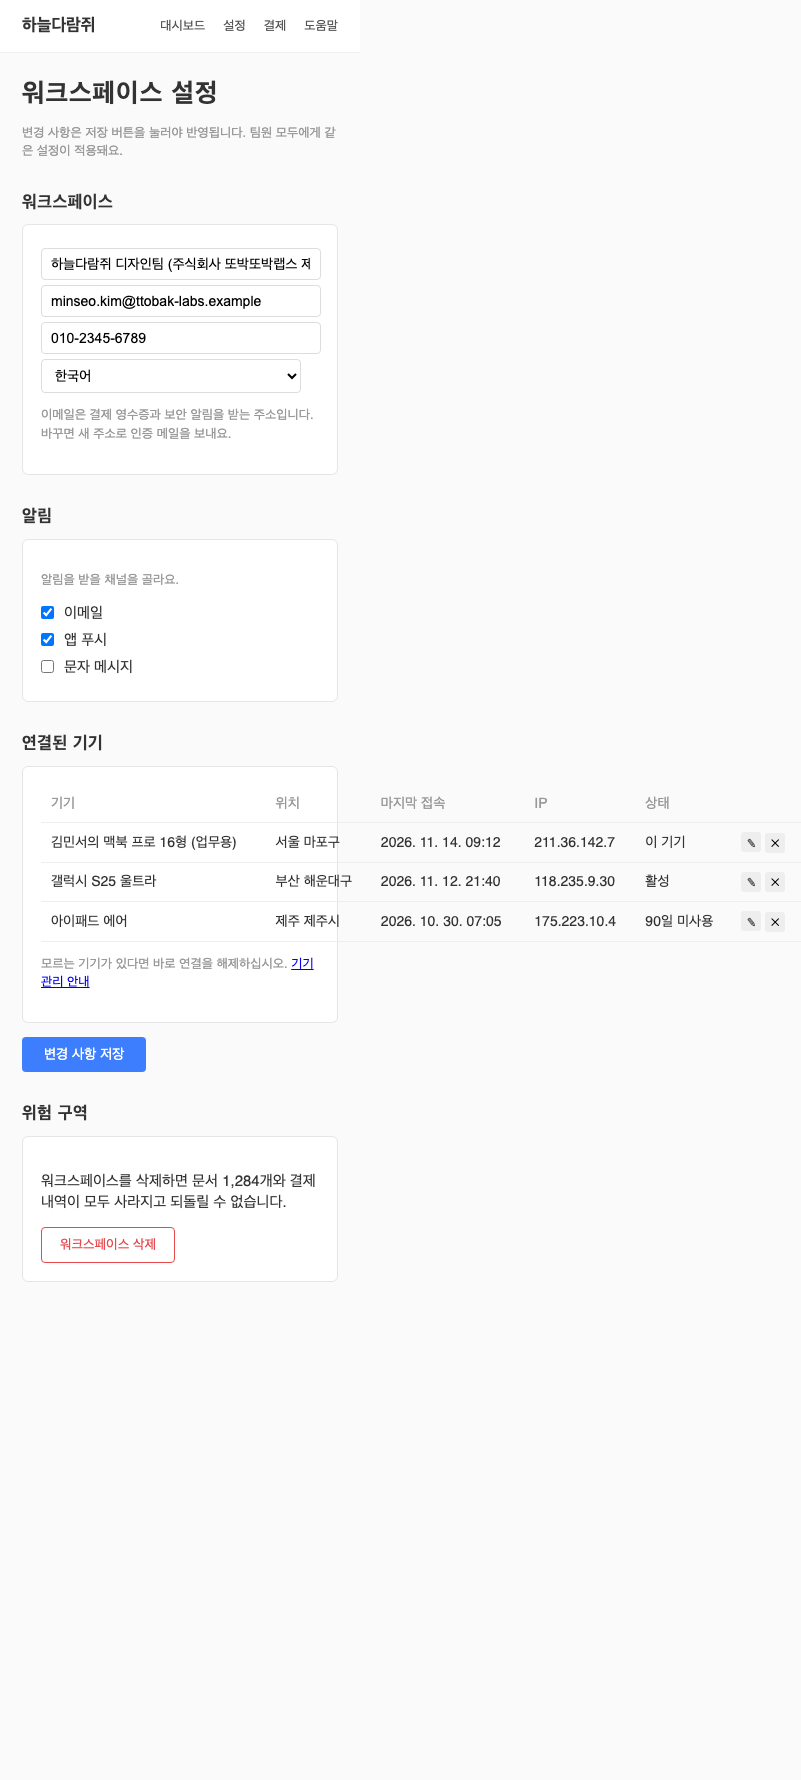 하늘다람쥐
대시보드 설정 결제 도움말
워크스페이스 설정
변경 사항은 저장 버튼을 눌러야 반영됩니다. 팀원 모두에게 같
은 설정이 적용돼요.
워크스페이스
하늘다람쥐 디자인팀 (주식회사 또박또박랩스 제
minseo.kim@ttobak-labs.example
010-2345-6789
한국어
이메일은 결제 영수증과 보안 알림을 받는 주소입니다.
바꾸면 새 주소로 인증 메일을 보내요.
알림
알림을 받을 채널을 골라요.
이메일
앱 푸시
문자 메시지
연결된 기기
기기 위치 마지막 접속 IP 상태
김민서의 맥북 프로 16형 (업무용) 서울 마포구 2026. 11. 14. 09:12 211.36.142.7 이 기기 ✎ ✕
갤럭시 S25 울트라 부산 해운대구 2026. 11. 12. 21:40 118.235.9.30 활성 ✎ ✕
아이패드 에어 제주 제주시 2026. 10. 30. 07:05 175.223.10.4 90일 미사용 ✎ ✕
모르는 기기가 있다면 바로 연결을 해제하십시오. 기기
관리 안내
변경 사항 저장
위험 구역
워크스페이스를 삭제하면 문서 1,284개와 결제
내역이 모두 사라지고 되돌릴 수 없습니다.
워크스페이스 삭제